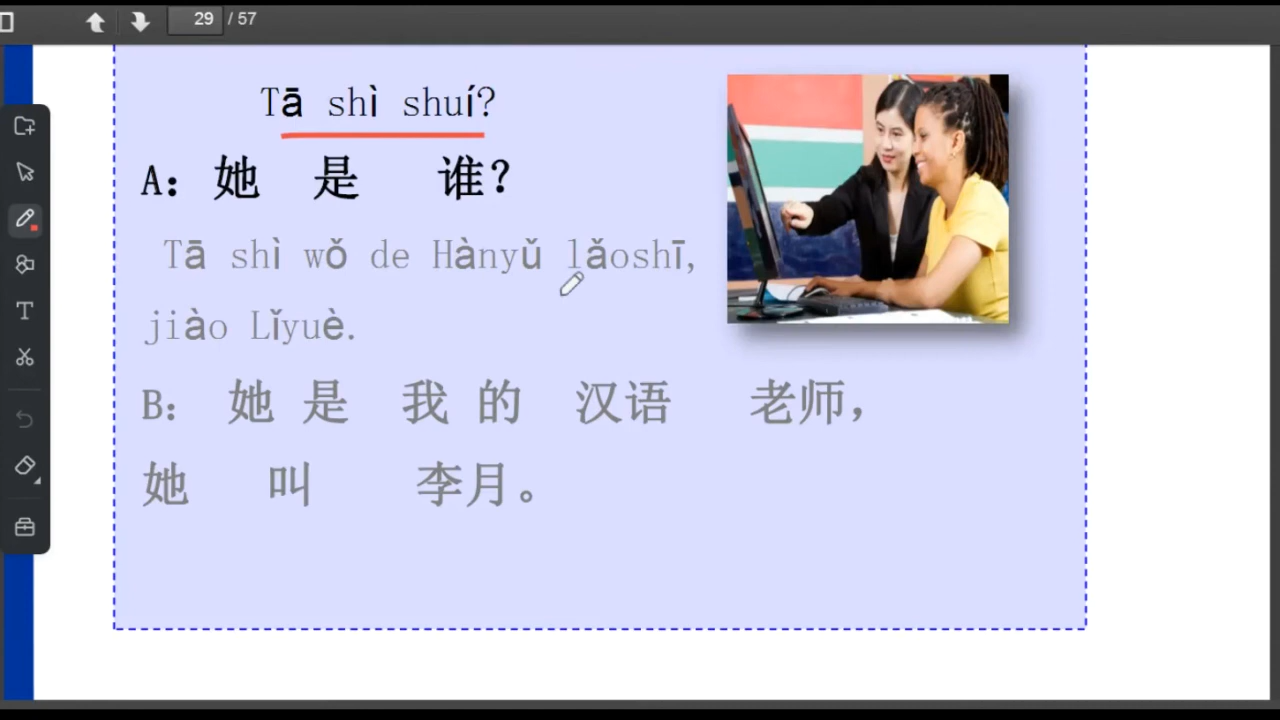 29 / 57
Tā shì shuí?
A: 她 是 谁?
Tā shì wǒ de Hànyǔ lǎoshī,
jiào Lǐyuè.
B: 她 是 我 的 汉语 老师，
她 叫 李月。